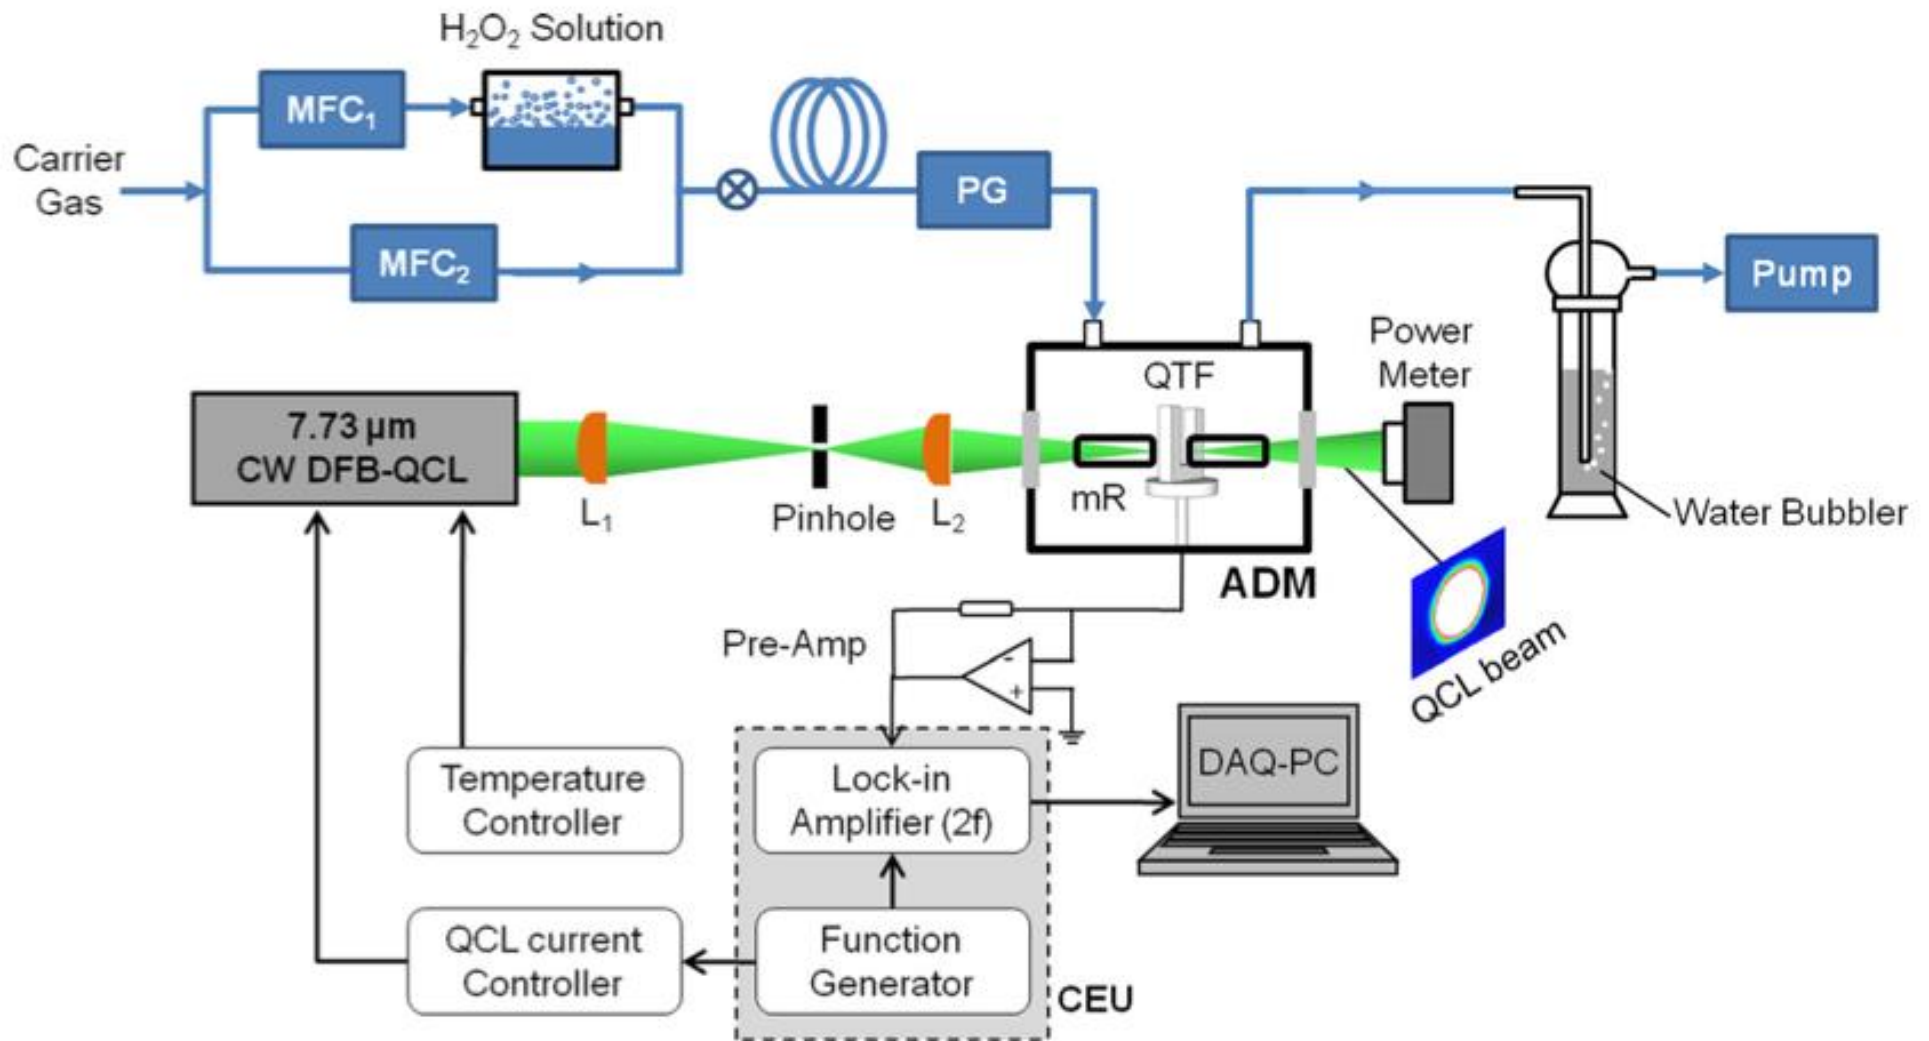 H₂O₂ Solution
MFC₁
Carrier
Gas
PG
MFC₂
Pump
Power
Meter
QTF
7.73 µm
CW DFB-QCL
L₁
Pinhole
L₂
mR
Water Bubbler
ADM
Pre-Amp
-
+
QCL beam
Temperature
Controller
Lock-in
Amplifier (2f)
DAQ-PC
QCL current
Controller
Function
Generator
CEU